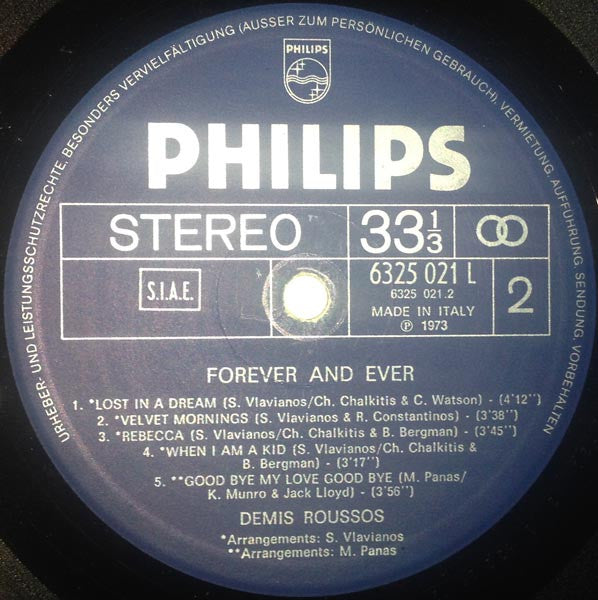 URHEBER- UND LEISTUNGSSCHUTZRECHTE, BESONDERS VERVIELFÄLTIGUNG (AUSSER ZUM PERSÖNLICHEN GEBRAUCH), VERMIETUNG, AUFFÜHRUNG, SENDUNG, VORBEHALTEN
PHILIPS
PHILIPS
STEREO 33 1/3
S.I.A.E. 6325 021 L 2
6325 021.2
MADE IN ITALY
Ⓟ 1973
FOREVER AND EVER
1. *LOST IN A DREAM (S. Vlavianos/Ch. Chalkitis & C. Watson) - (4'12'')
2. *VELVET MORNINGS (S. Vlavianos & R. Constantinos) - (3'38'')
3. *REBECCA (S. Vlavianos/Ch. Chalkitis & B. Bergman) - (3'45'')
4. *WHEN I AM A KID (S. Vlavianos/Ch. Chalkitis &
B. Bergman) - (3'17'')
5. **GOOD BYE MY LOVE GOOD BYE (M. Panas/
K. Munro & Jack Lloyd) - (3'56'')
DEMIS ROUSSOS
*Arrangements: S. Vlavianos
**Arrangements: M. Panas